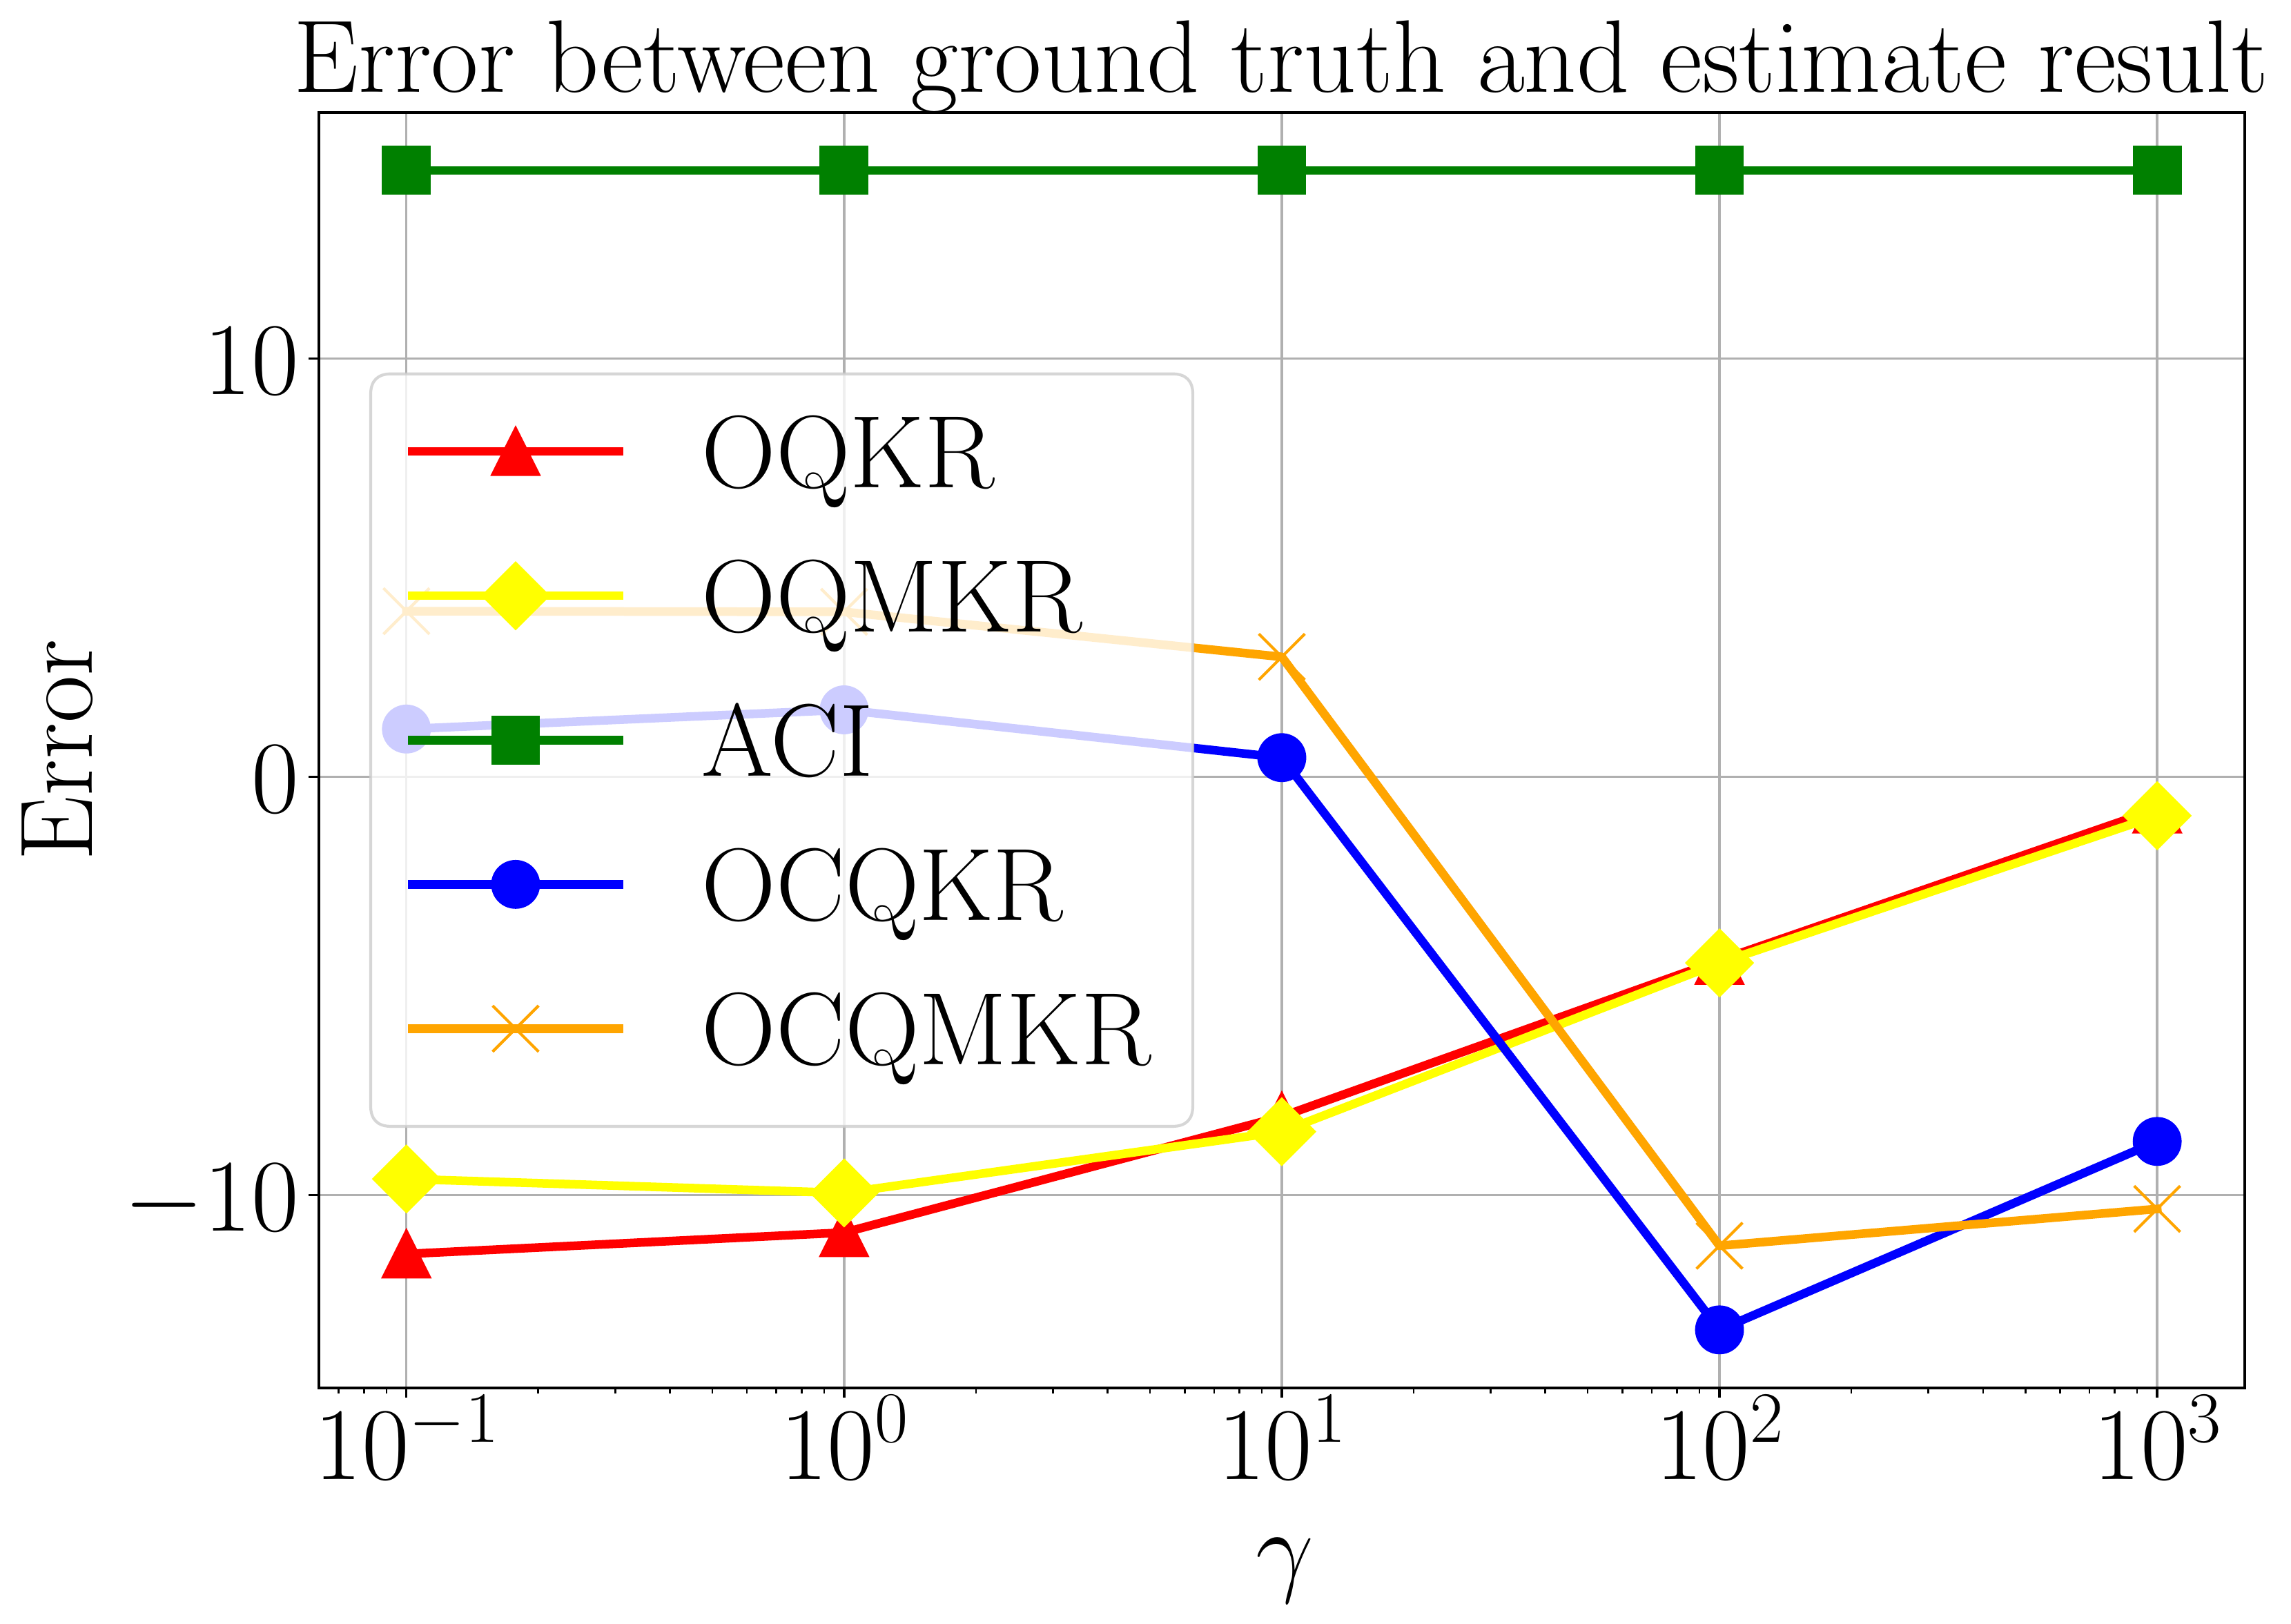 Error between ground truth and estimate result
Error
10
0
−10
OQKR
OQMKR
ACI
OCQKR
OCQMKR
10⁻¹ 10⁰ 10¹ 10² 10³
γ